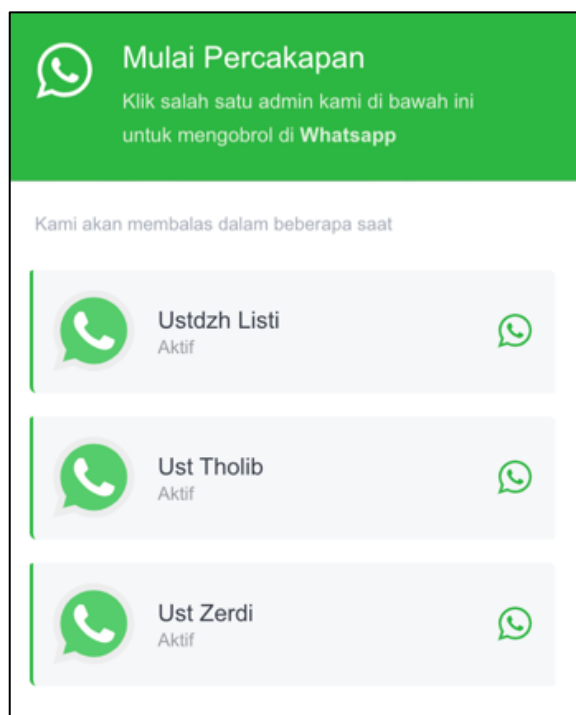 Mulai Percakapan
Klik salah satu admin kami di bawah ini
untuk mengobrol di Whatsapp
Kami akan membalas dalam beberapa saat
Ustdzh Listi
Aktif
Ust Tholib
Aktif
Ust Zerdi
Aktif